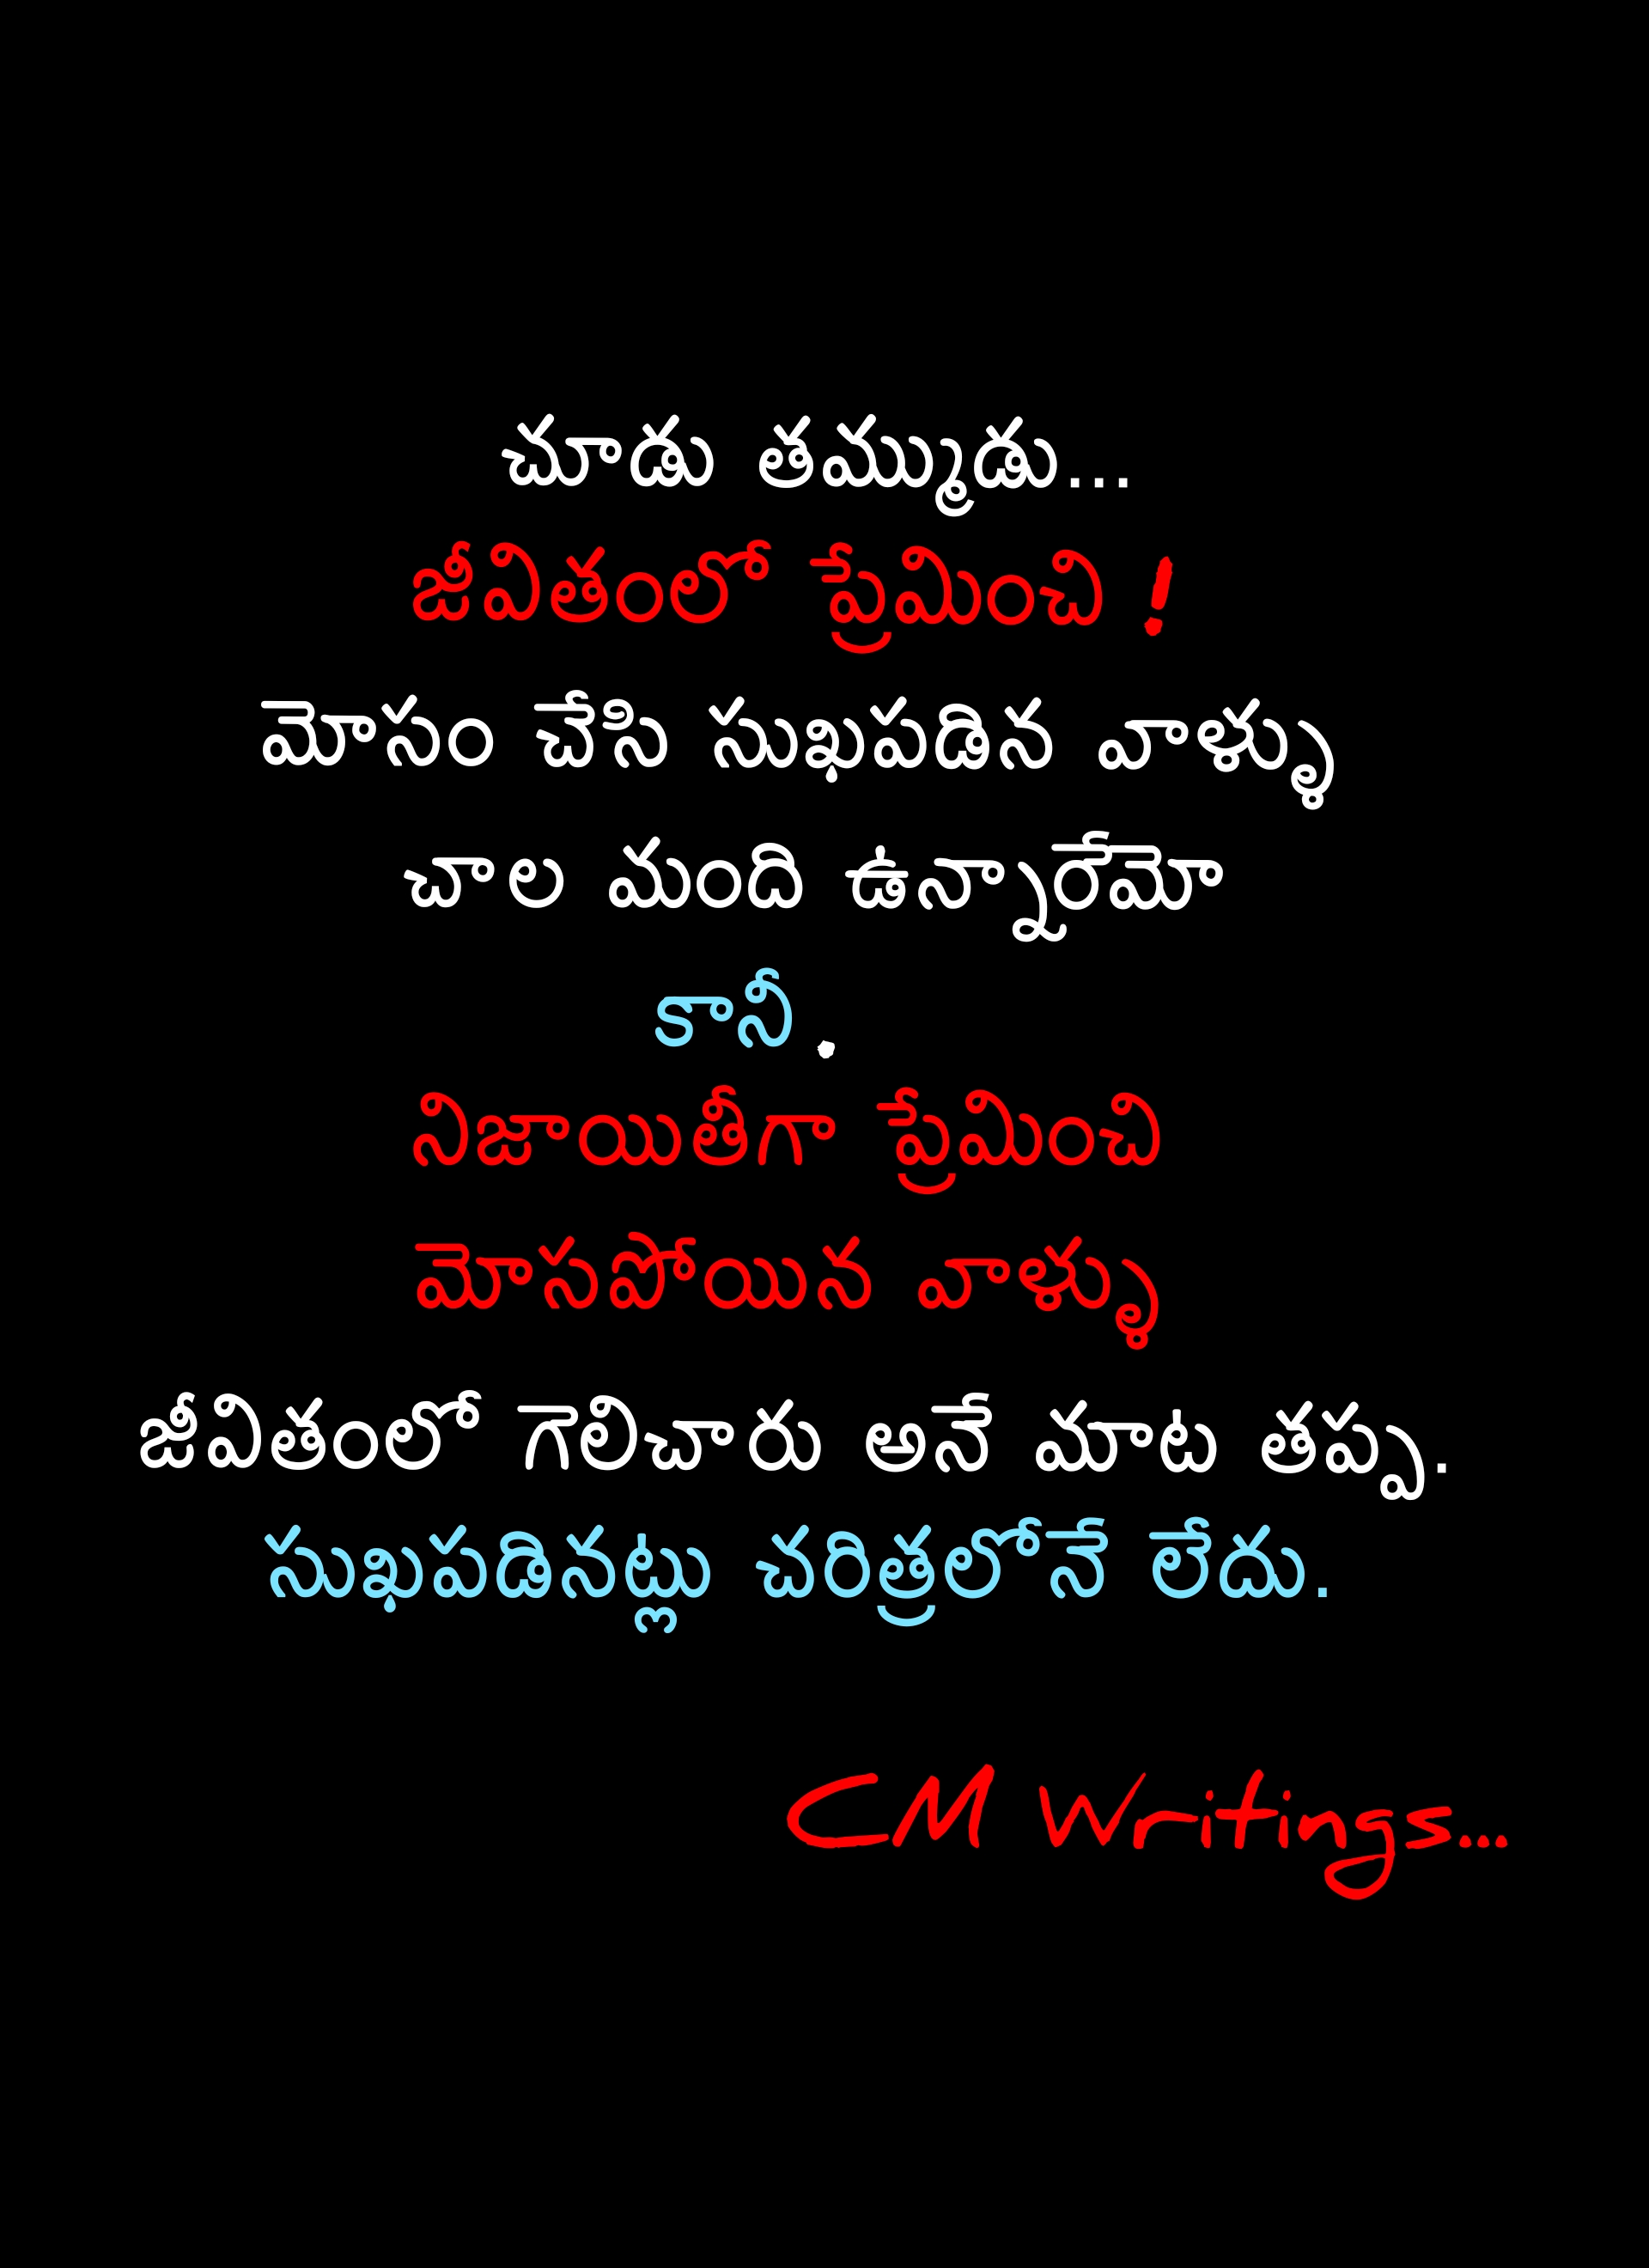 చూడు తమ్ముడు...
జీవితంలో ప్రేమించి !
మోసం చేసి సుఖపడిన వాళ్ళు
చాల మంది ఉన్నారేమో
కానీ.
నిజాయితీగా ప్రేమించి
మోసపోయిన వాళ్ళు
జీవితంలో గెలిచారు అనే మాట తప్ప.
సుఖపడినట్లు చరిత్రలోనే లేదు.
CM Writings...